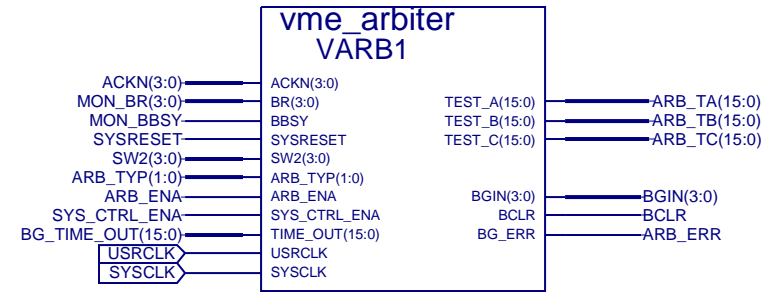 vme_arbiter
VARB1
ACKN(3:0) ACKN(3:0)
MON_BR(3:0) BR(3:0) TEST_A(15:0) ARB_TA(15:0)
MON_BBSY BBSY TEST_B(15:0) ARB_TB(15:0)
SYSRESET SYSRESET TEST_C(15:0) ARB_TC(15:0)
SW2(3:0) SW2(3:0)
ARB_TYP(1:0) ARB_TYP(1:0)
ARB_ENA ARB_ENA BGIN(3:0) BGIN(3:0)
SYS_CTRL_ENA SYS_CTRL_ENA BCLR BCLR
BG_TIME_OUT(15:0) TIME_OUT(15:0) BG_ERR ARB_ERR
USRCLK USRCLK
SYSCLK SYSCLK